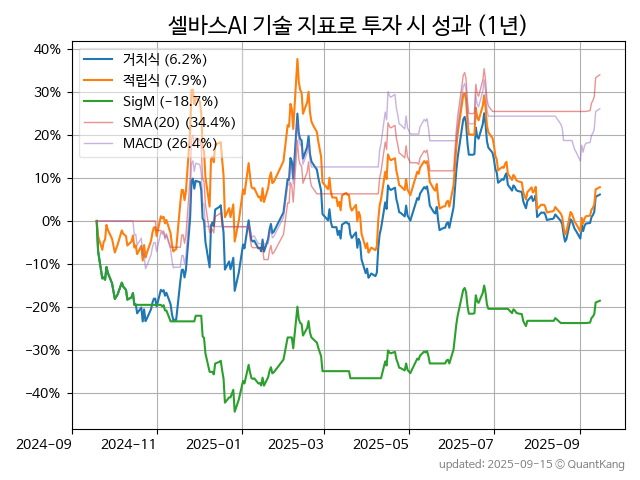 셀바스AI 기술 지표로 투자 시 성과 (1년)
40%
30%
20%
10%
0%
−10%
−20%
−30%
−40%
거치식 (6.2%)
적립식 (7.9%)
SigM (−18.7%)
SMA(20) (34.4%)
MACD (26.4%)
2024-09
2024-11
2025-01
2025-03
2025-05
2025-07
2025-09
updated: 2025-09-15 ⓒ QuantKang